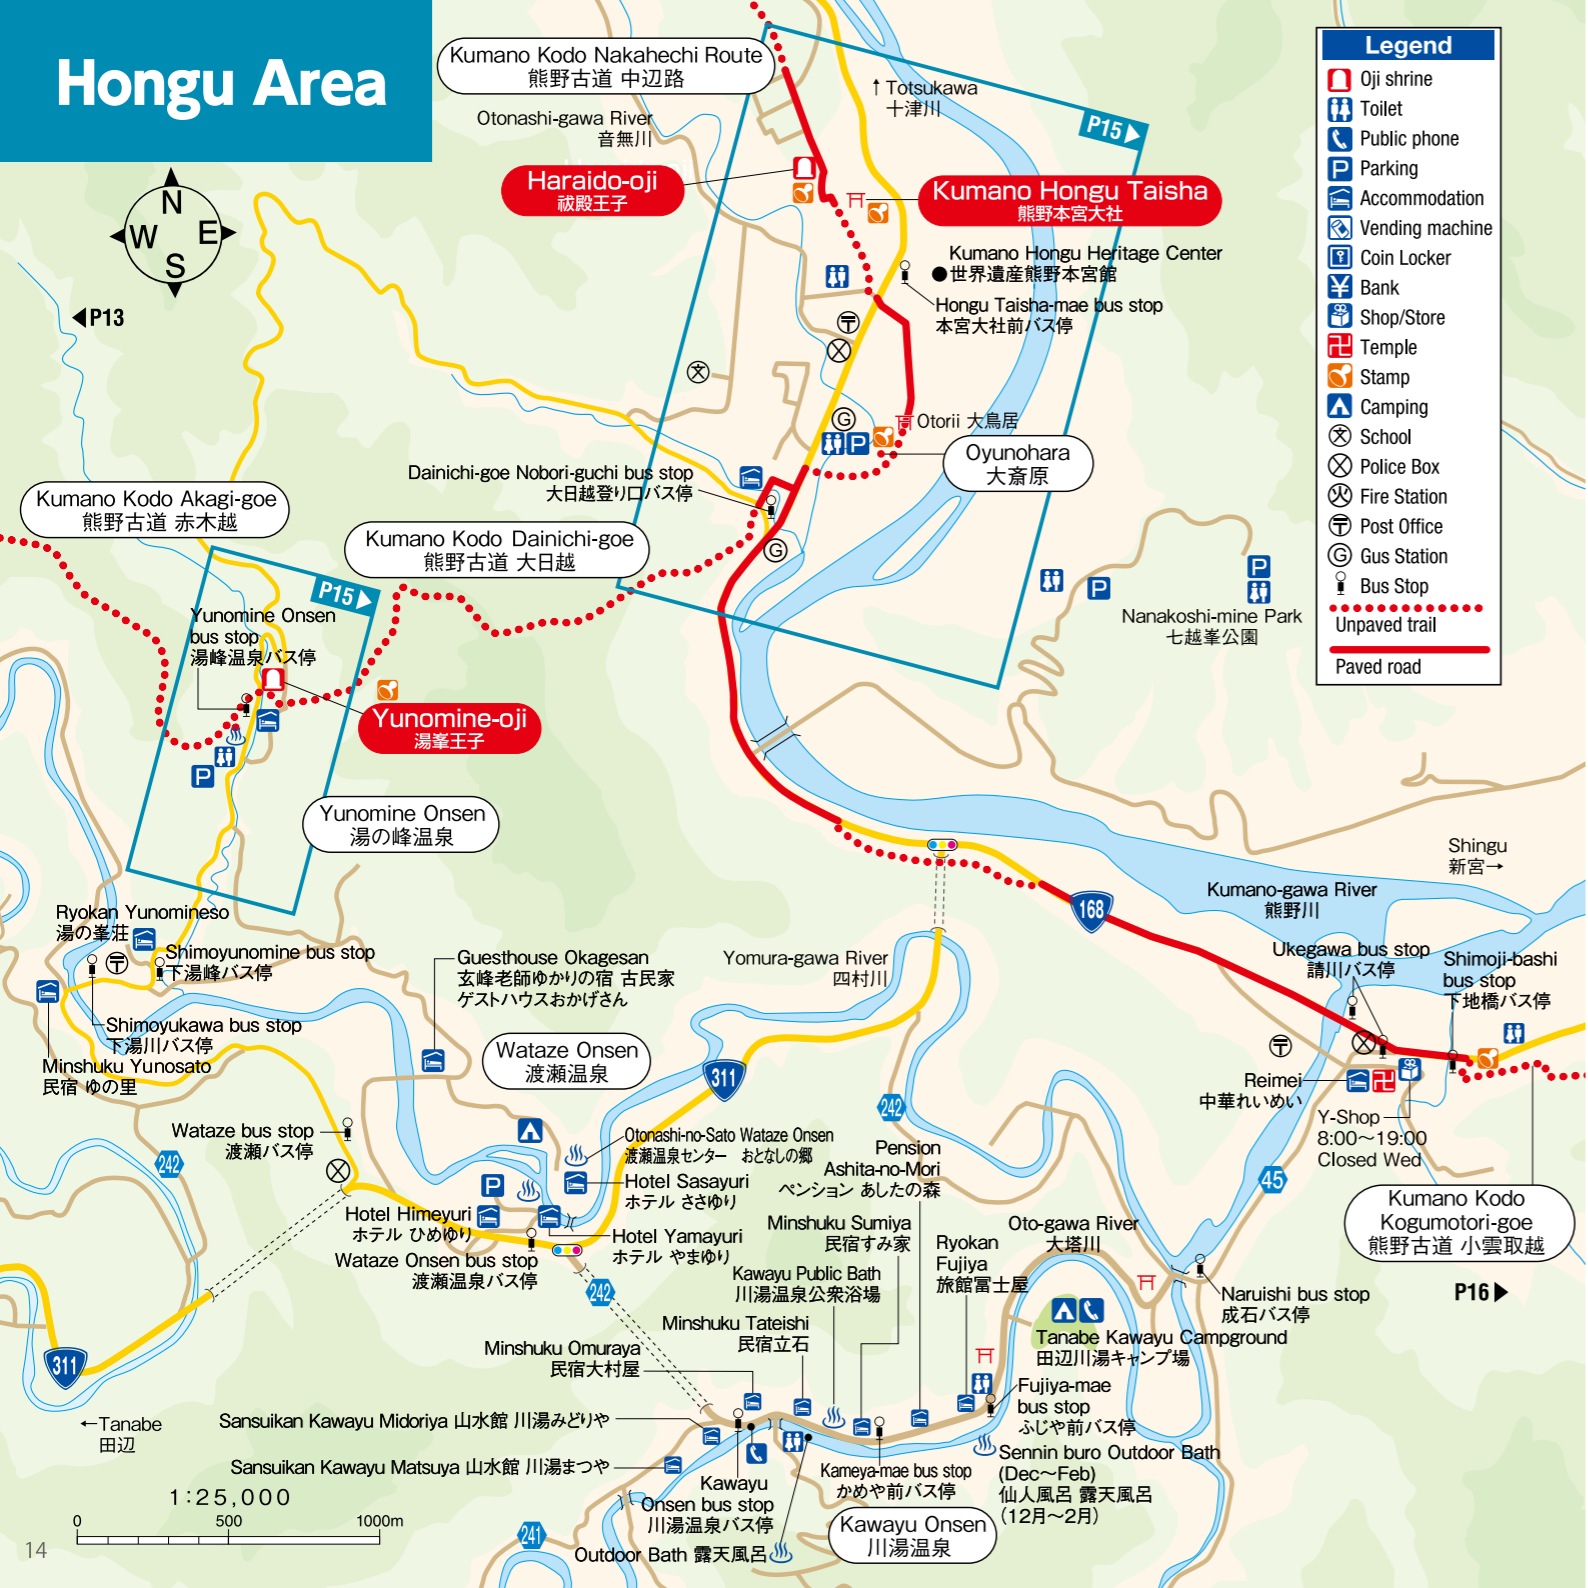 Hongu Area
Kumano Kodo Nakahechi Route
熊野古道 中辺路
Otonashi-gawa River
音無川
↑Totsukawa
十津川
P15▶
Haraido-oji
祓殿王子
Kumano Hongu Taisha
熊野本宮大社
Kumano Hongu Heritage Center
●世界遺産熊野本宮館
Hongu Taisha-mae bus stop
本宮大社前バス停
N
W E
S
◀P13
〒
文
G
P
Otorii 大鳥居
Oyunohara
大斎原
Dainichi-goe Nobori-guchi bus stop
大日越登り口バス停
Kumano Kodo Akagi-goe
熊野古道 赤木越
Kumano Kodo Dainichi-goe
熊野古道 大日越
G
P15▶
Yunomine Onsen
bus stop
湯峰温泉バス停
Yunomine-oji
湯峯王子
P
Yunomine Onsen
湯の峰温泉
P
P
Nanakoshi-mine Park
七越峯公園
Legend
Oji shrine
Toilet
Public phone
P Parking
Accommodation
Vending machine
Coin Locker
¥ Bank
Shop/Store
卍 Temple
Stamp
Camping
文 School
Police Box
火 Fire Station
〒 Post Office
G Gus Station
Bus Stop
Unpaved trail
Paved road
Shingu
新宮→
Kumano-gawa River
熊野川
168
Ukegawa bus stop
請川バス停
Shimoji-bashi
bus stop
下地橋バス停
〒
Reimei
中華れいめい
卍
Y-Shop
8:00〜19:00
Closed Wed
Kumano Kodo
Kogumotori-goe
熊野古道 小雲取越
P16▶
45
Ryokan Yunomineso
湯の峯荘
〒
Shimoyunomine bus stop
下湯峰バス停
Shimoyukawa bus stop
下湯川バス停
Minshuku Yunosato
民宿 ゆの里
Guesthouse Okagesan
玄峰老師ゆかりの宿 古民家
ゲストハウスおかげさん
Yomura-gawa River
四村川
Wataze Onsen
渡瀬温泉
311
242
Wataze bus stop
渡瀬バス停
242
Otonashi-no-Sato Wataze Onsen
渡瀬温泉センター おとなしの郷
P
Hotel Sasayuri
ホテル ささゆり
Hotel Himeyuri
ホテル ひめゆり
Hotel Yamayuri
ホテル やまゆり
Wataze Onsen bus stop
渡瀬温泉バス停
242
Pension
Ashita-no-Mori
ペンション あしたの森
Minshuku Sumiya
民宿すみ家
Ryokan
Fujiya
旅館冨士屋
Oto-gawa River
大塔川
Kawayu Public Bath
川湯温泉公衆浴場
Minshuku Tateishi
民宿立石
Minshuku Omuraya
民宿大村屋
Naruishi bus stop
成石バス停
Tanabe Kawayu Campground
田辺川湯キャンプ場
Fujiya-mae
bus stop
ふじや前バス停
Sennin buro Outdoor Bath
(Dec〜Feb)
仙人風呂 露天風呂
(12月〜2月)
311
←Tanabe
田辺
Sansuikan Kawayu Midoriya 山水館 川湯みどりや
Sansuikan Kawayu Matsuya 山水館 川湯まつや
Kawayu
Onsen bus stop
川湯温泉バス停
Kameya-mae bus stop
かめや前バス停
Kawayu Onsen
川湯温泉
Outdoor Bath 露天風呂
241
1:25,000
0 500 1000m
14